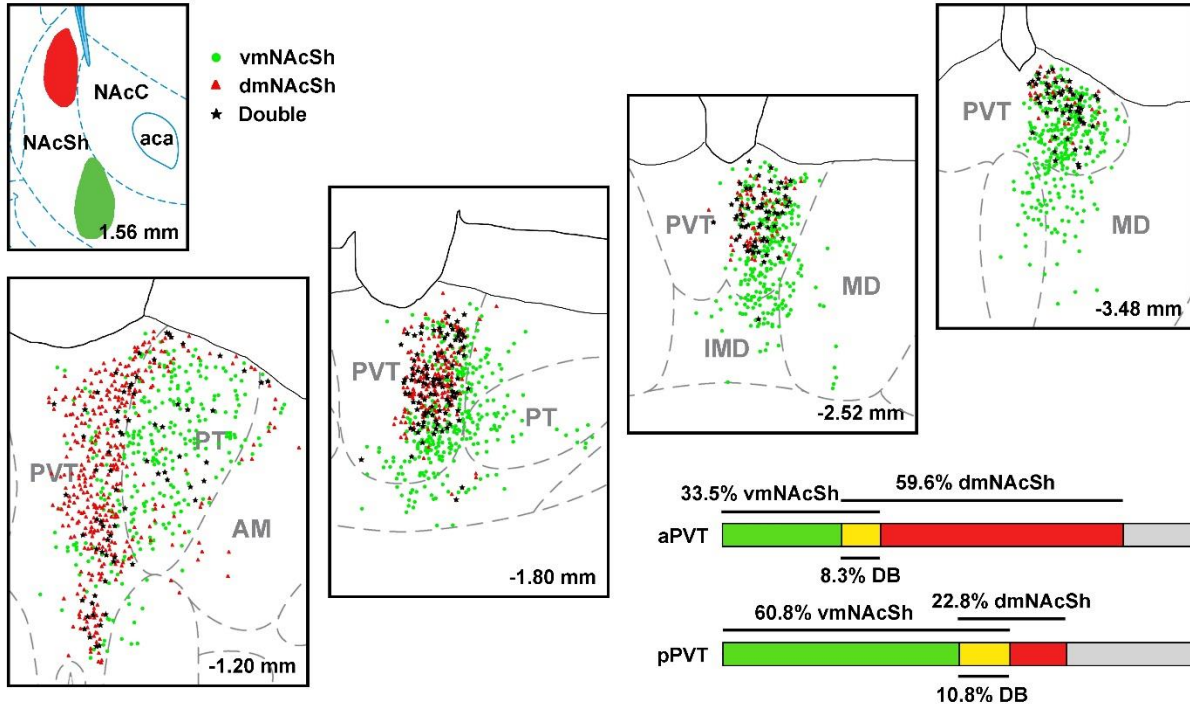 NAcC
NAcSh
aca
1.56 mm
vmNAcSh
dmNAcSh
Double
PVT
PT
AM
-1.20 mm
PVT
PT
-1.80 mm
PVT
MD
IMD
-2.52 mm
PVT
MD
-3.48 mm
33.5% vmNAcSh
59.6% dmNAcSh
aPVT
8.3% DB
60.8% vmNAcSh
22.8% dmNAcSh
pPVT
10.8% DB